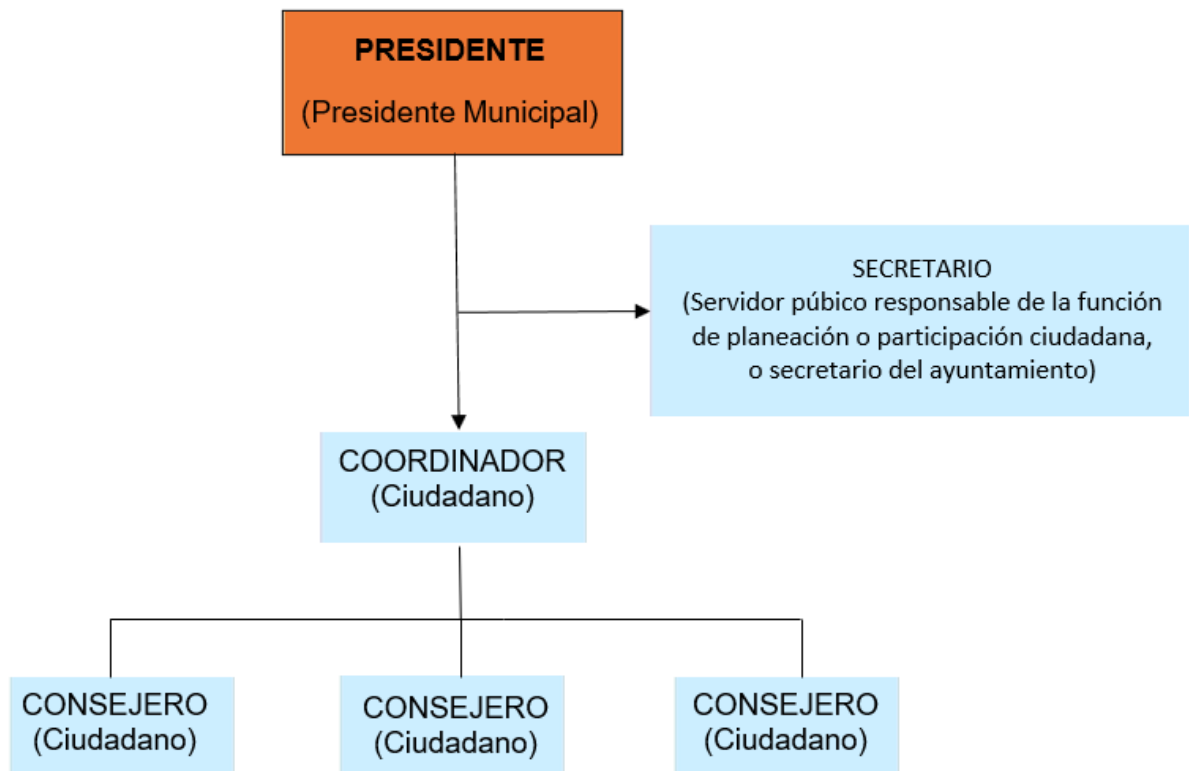 PRESIDENTE
(Presidente Municipal)
SECRETARIO
(Servidor púbico responsable de la función
de planeación o participación ciudadana,
o secretario del ayuntamiento)
COORDINADOR
(Ciudadano)
CONSEJERO
(Ciudadano)
CONSEJERO
(Ciudadano)
CONSEJERO
(Ciudadano)